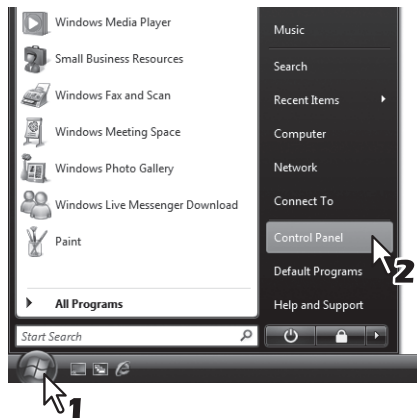 Windows Media Player
Small Business Resources
Windows Fax and Scan
Windows Meeting Space
Windows Photo Gallery
Windows Live Messenger Download
Paint
All Programs
Start Search
Music
Search
Recent Items
Computer
Network
Connect To
Control Panel
Default Programs
Help and Support
2
1